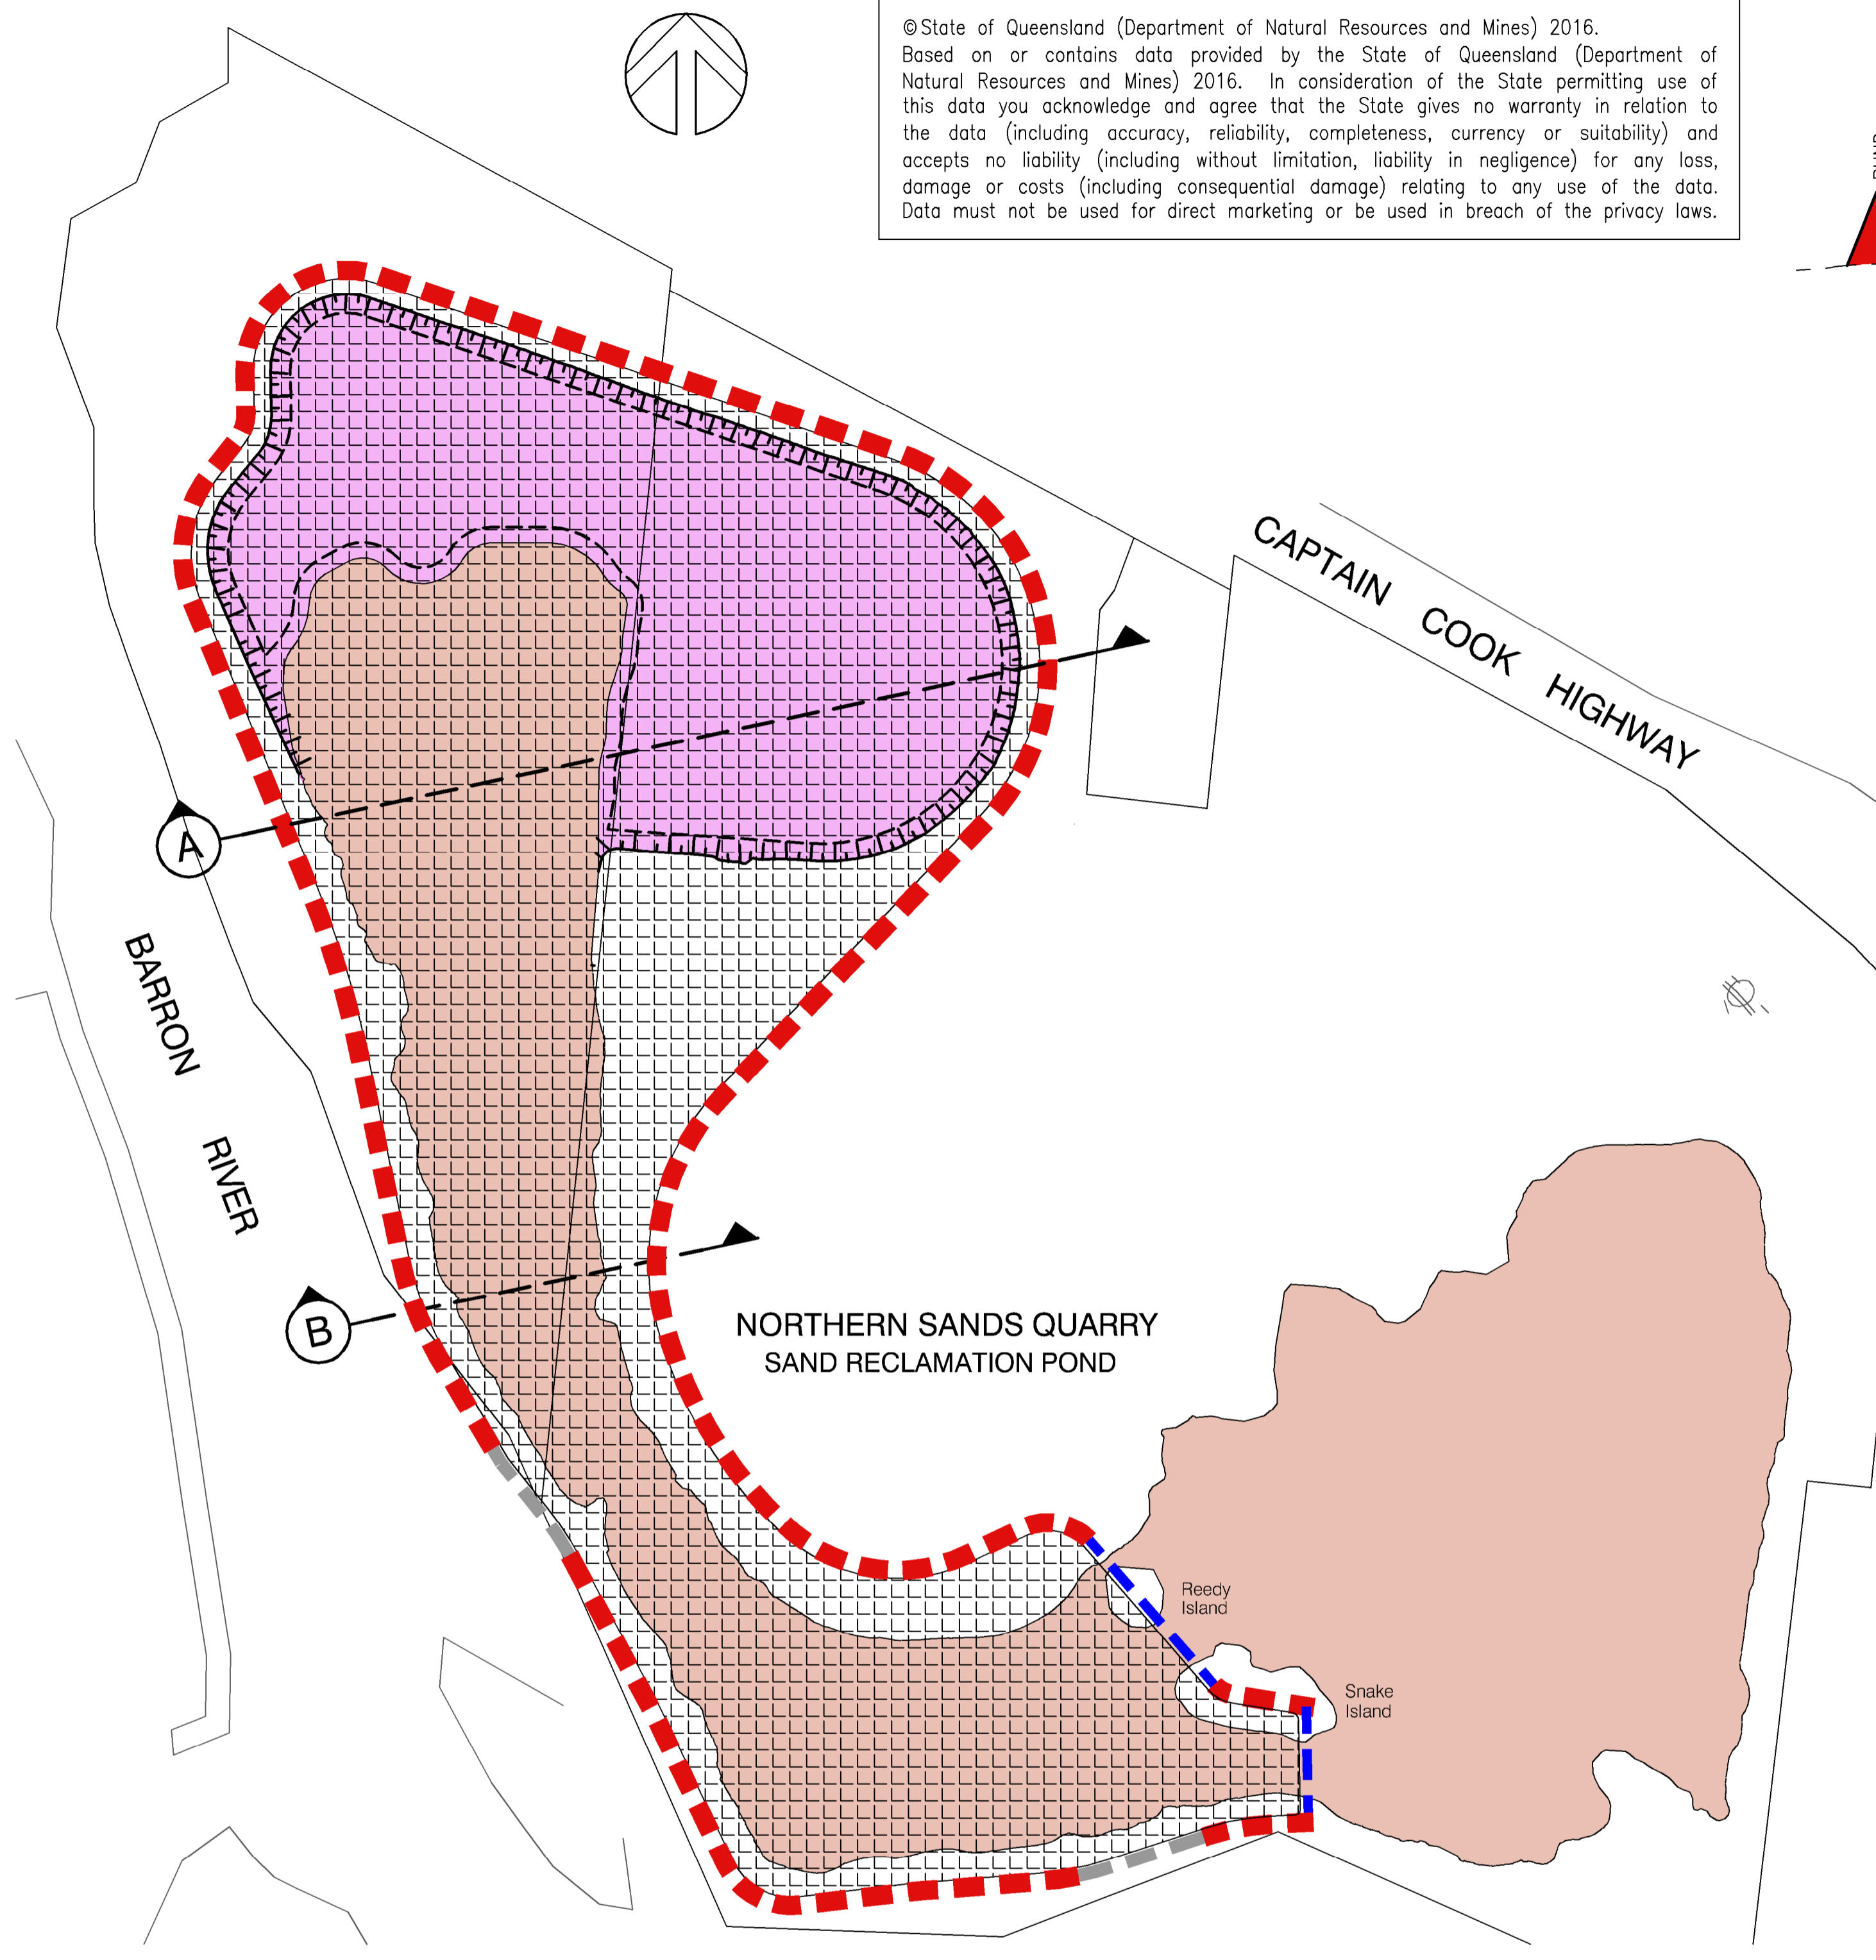 ©State of Queensland (Department of Natural Resources and Mines) 2016.
Based on or contains data provided by the State of Queensland (Department of
Natural Resources and Mines) 2016. In consideration of the State permitting use of
this data you acknowledge and agree that the State gives no warranty in relation to
the data (including accuracy, reliability, completeness, currency or suitability) and
accepts no liability (including without limitation, liability in negligence) for any loss,
damage or costs (including consequential damage) relating to any use of the data.
Data must not be used for direct marketing or be used in breach of the privacy laws.
CAPTAIN COOK HIGHWAY
A
BARRON RIVER
B
NORTHERN SANDS QUARRY
SAND RECLAMATION POND
Reedy
Island
Snake
Island